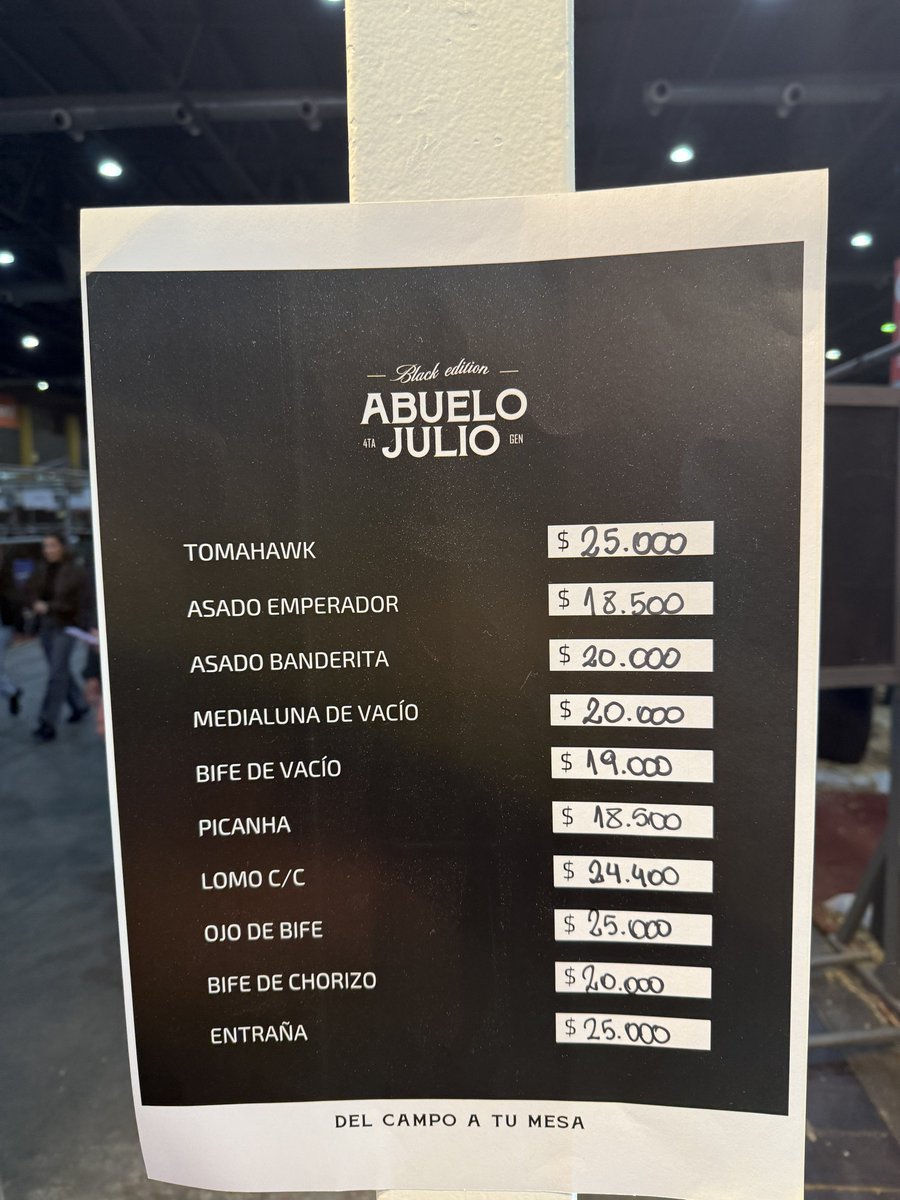 Black edition
ABUELO
4TA JULIO GEN
TOMAHAWK $ 25.000
ASADO EMPERADOR $ 18.500
ASADO BANDERITA $ 20.000
MEDIALUNA DE VACÍO $ 20.000
BIFE DE VACÍO $ 19.000
PICANHA $ 18.500
LOMO C/C $ 24.400
OJO DE BIFE $ 25.000
BIFE DE CHORIZO $ 20.000
ENTRAÑA $ 25.000
DEL CAMPO A TU MESA